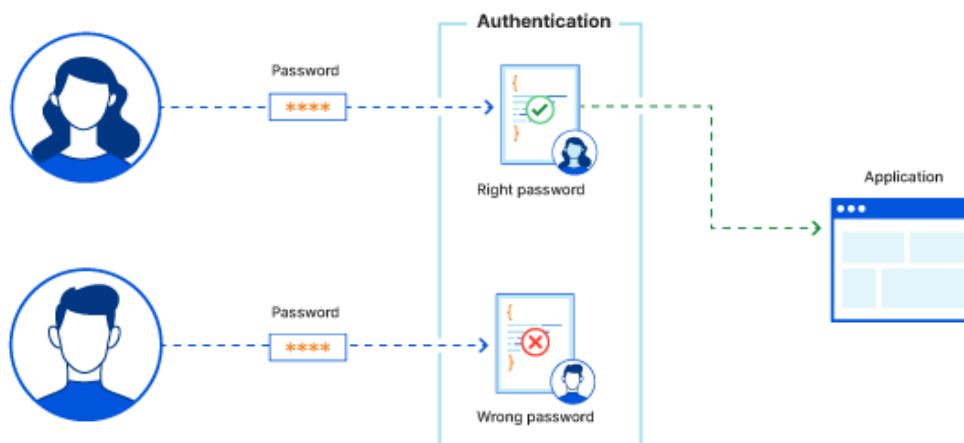 Authentication
Password
****
{
}
Right password
Application
Password
****
{
}
Wrong password